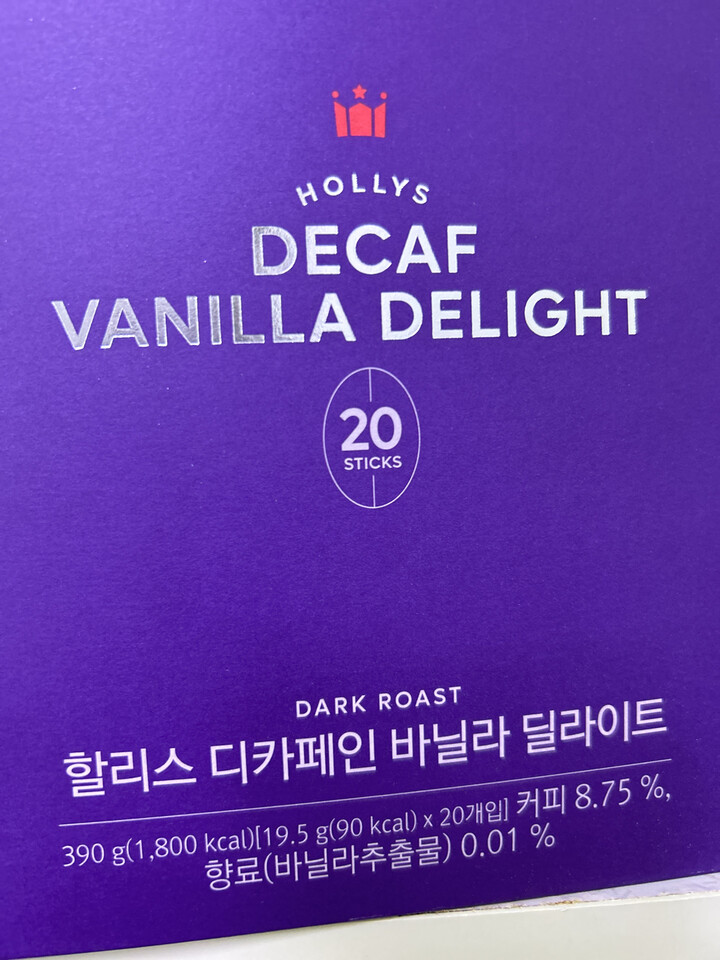 HOLLYS
DECAF
VANILLA DELIGHT
20
STICKS
DARK ROAST
할리스 디카페인 바닐라 딜라이트
390 g(1,800 kcal)[19.5 g(90 kcal) x 20개입] 커피 8.75 %,
향료(바닐라추출물) 0.01 %